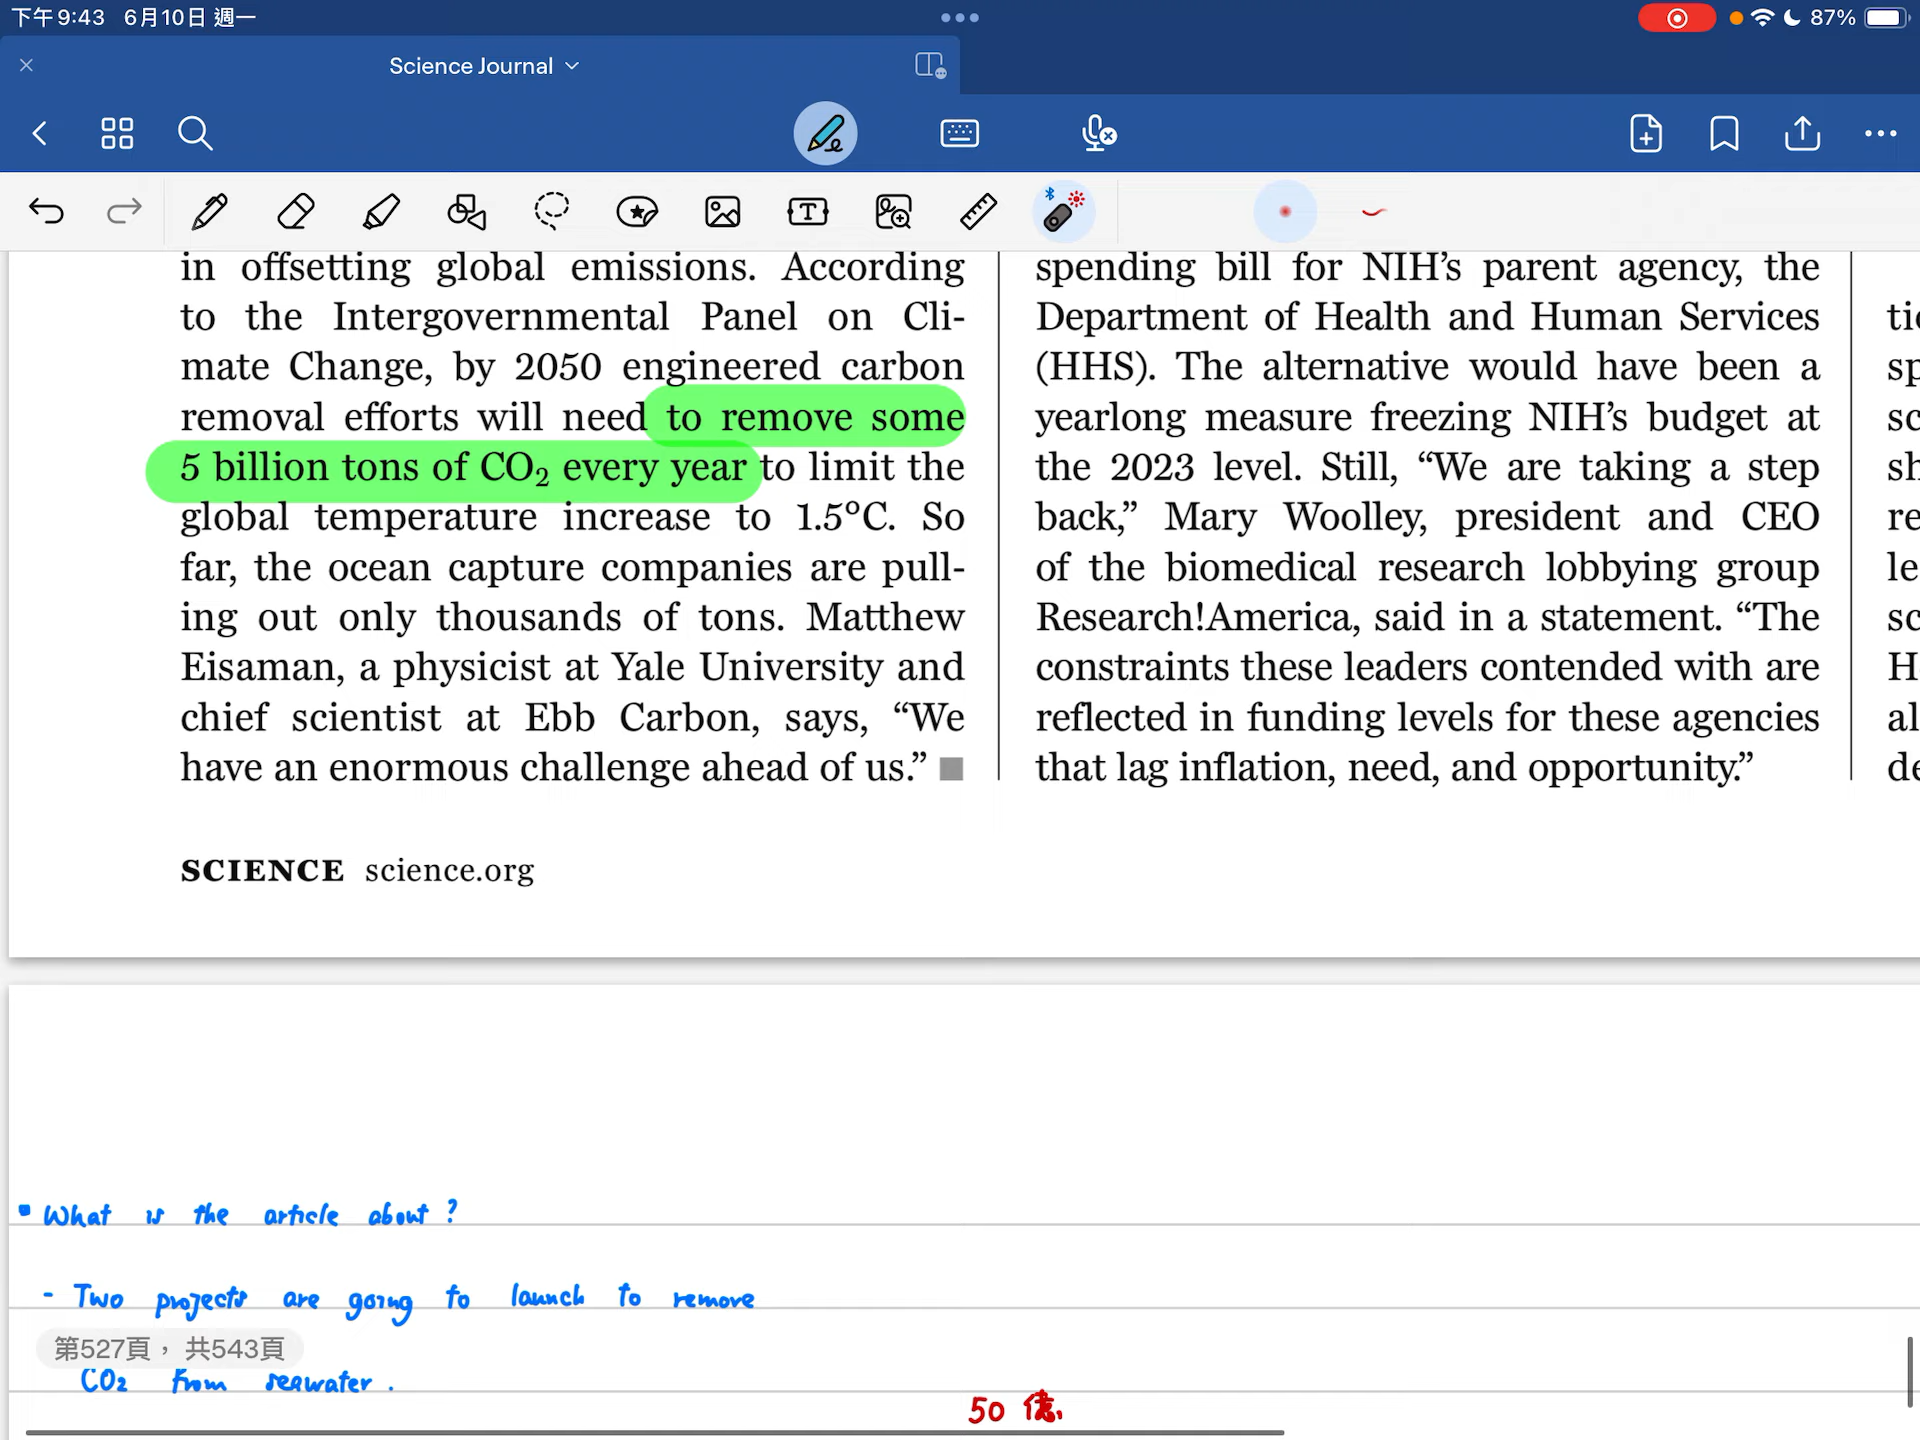 下午9:43 6月10日 週一
87%
Science Journal
in offsetting global emissions. According
to the Intergovernmental Panel on Cli-
mate Change, by 2050 engineered carbon
removal efforts will need to remove some
5 billion tons of CO₂ every year to limit the
global temperature increase to 1.5°C. So
far, the ocean capture companies are pull-
ing out only thousands of tons. Matthew
Eisaman, a physicist at Yale University and
chief scientist at Ebb Carbon, says, “We
have an enormous challenge ahead of us.”
spending bill for NIH’s parent agency, the
Department of Health and Human Services
(HHS). The alternative would have been a
yearlong measure freezing NIH’s budget at
the 2023 level. Still, “We are taking a step
back,” Mary Woolley, president and CEO
of the biomedical research lobbying group
Research!America, said in a statement. “The
constraints these leaders contended with are
reflected in funding levels for these agencies
that lag inflation, need, and opportunity.”
tic
sp
sc
sh
re
le
sc
H
al
de
SCIENCE science.org
What is the article about?
- Two projects are going to launch to remove
第527頁， 共543頁
CO₂ from seawater.
50 億